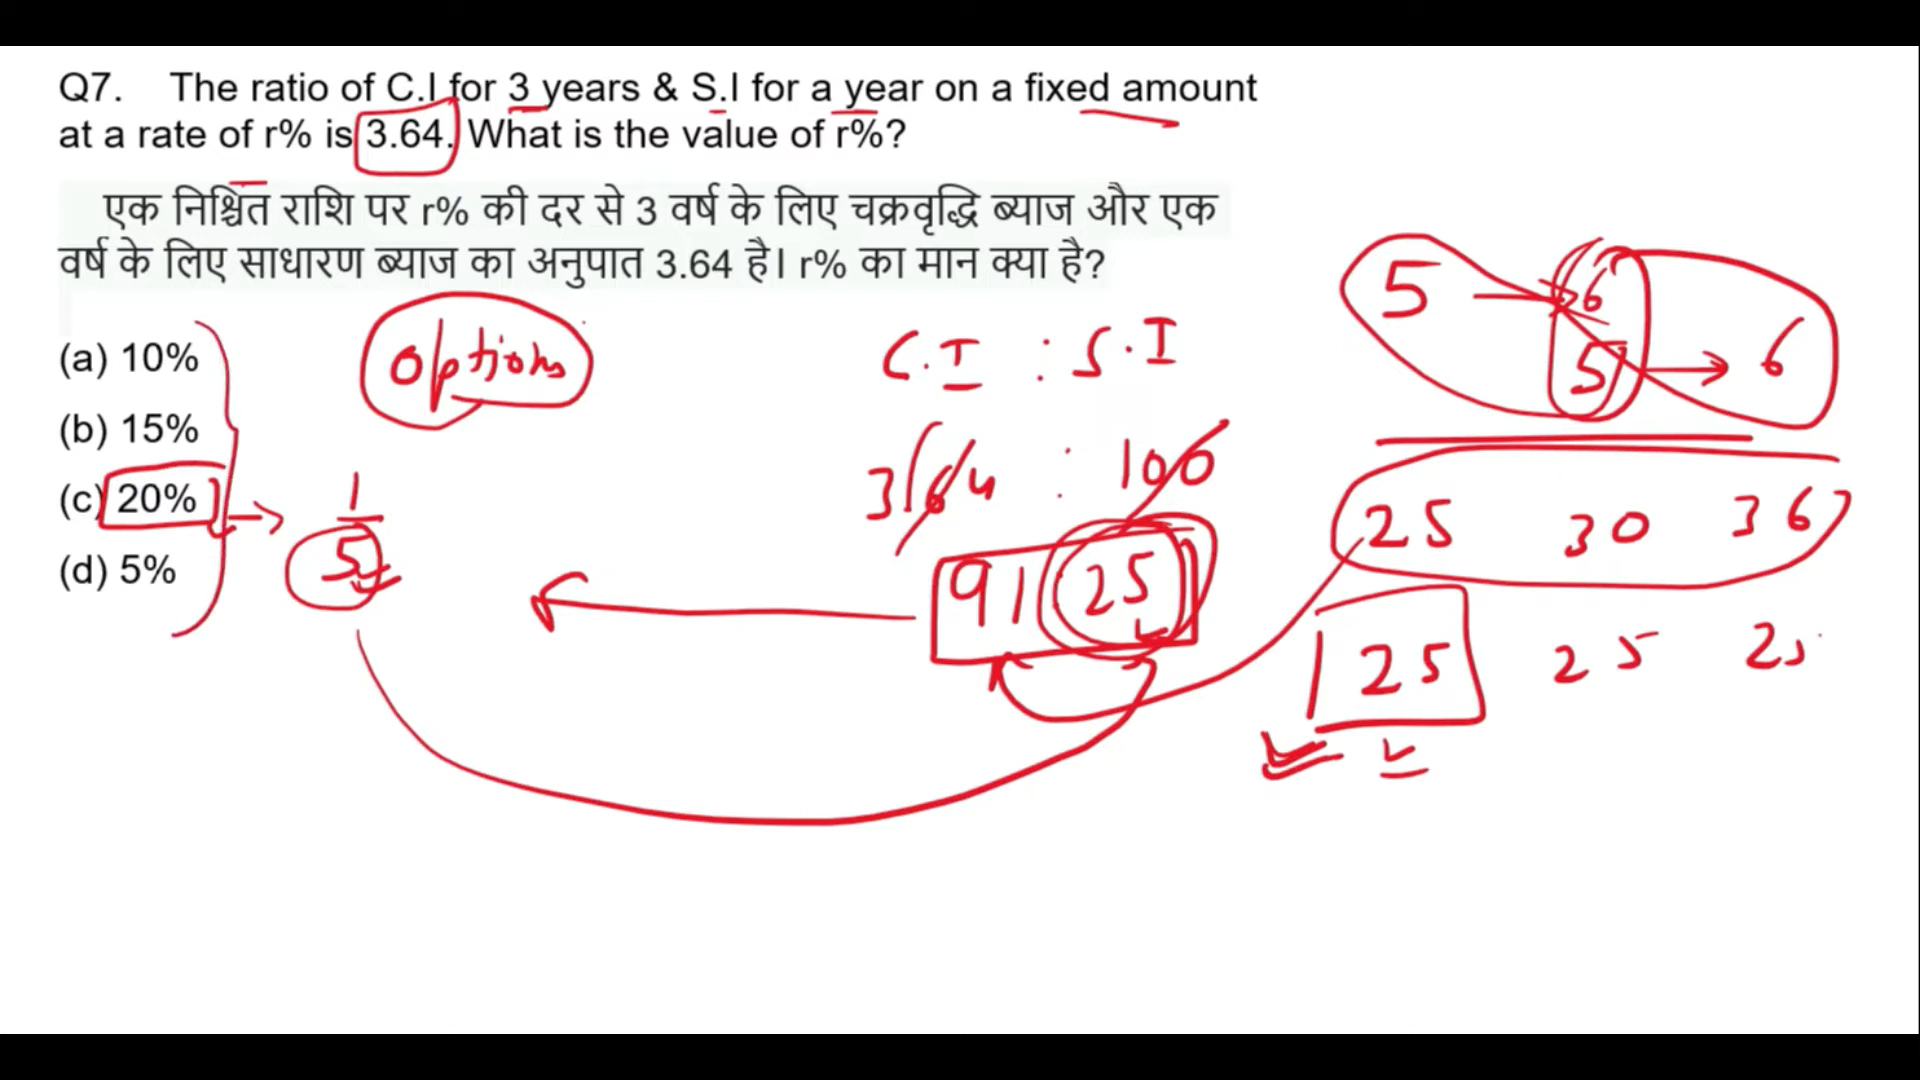 Q7. The ratio of C.I for 3 years & S.I for a year on a fixed amount
at a rate of r% is 3.64. What is the value of r%?
एक निश्चित राशि पर r% की दर से 3 वर्ष के लिए चक्रवृद्धि ब्याज और एक
वर्ष के लिए साधारण ब्याज का अनुपात 3.64 है। r% का मान क्या है?
(a) 10%
(b) 15%
(c) 20%
(d) 5%
options
1
5
C.I : S.I
364 : 100
91 25
5 → 6
5 → 6
25 30 36
125 25 25